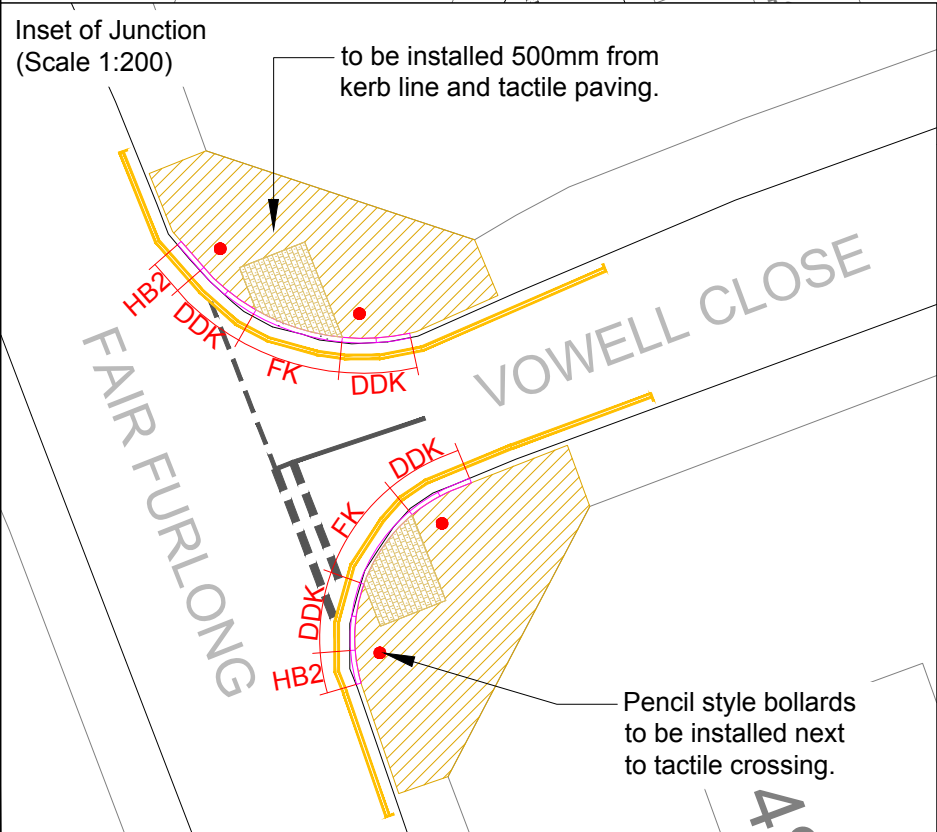 Inset of Junction
(Scale 1:200)
to be installed 500mm from
kerb line and tactile paving.
HB2
DDK
FK
DDK
VOWELL CLOSE
FAIR FURLONG
DDK
FK
DDK
HB2
Pencil style bollards
to be installed next
to tactile crossing.